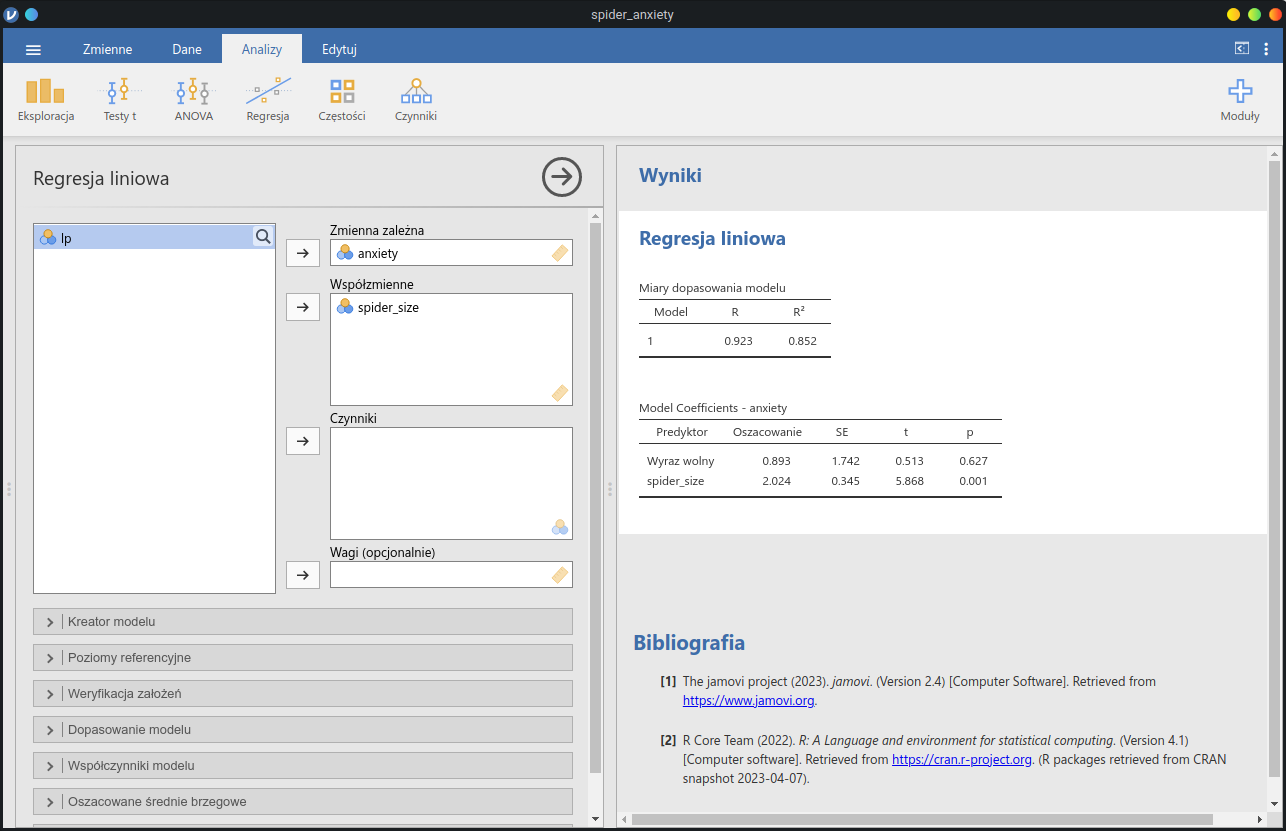 spider_anxiety
Zmienne Dane Analizy Edytuj
Eksploracja Testy t ANOVA Regresja Częstości Czynniki Moduły
Regresja liniowa
lp
Zmienna zależna
anxiety
Współzmienne
spider_size
Czynniki
Wagi (opcjonalnie)
Kreator modelu
Poziomy referencyjne
Weryfikacja założeń
Dopasowanie modelu
Współczynniki modelu
Oszacowane średnie brzegowe
Wyniki
Regresja liniowa
Miary dopasowania modelu
Model R R²
1 0.923 0.852
Model Coefficients - anxiety
Predyktor Oszacowanie SE t p
Wyraz wolny 0.893 1.742 0.513 0.627
spider_size 2.024 0.345 5.868 0.001
Bibliografia
[1] The jamovi project (2023). jamovi. (Version 2.4) [Computer Software]. Retrieved from
https://www.jamovi.org.
[2] R Core Team (2022). R: A Language and environment for statistical computing. (Version 4.1)
[Computer software]. Retrieved from https://cran.r-project.org. (R packages retrieved from CRAN
snapshot 2023-04-07).